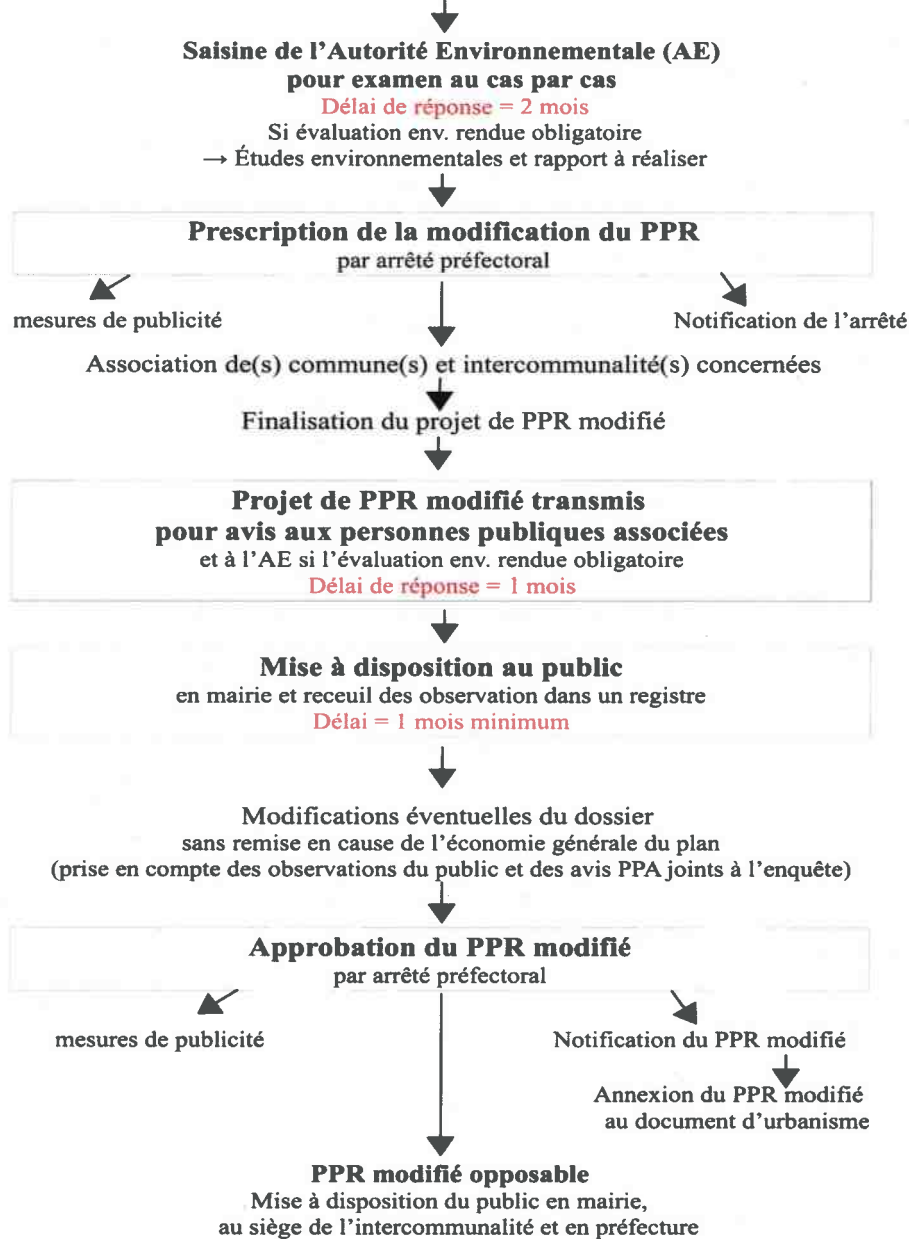 Saisine de l'Autorité Environnementale (AE)
pour examen au cas par cas
Délai de réponse = 2 mois
Si évaluation env. rendue obligatoire
→ Études environnementales et rapport à réaliser
Prescription de la modification du PPR
par arrêté préfectoral
mesures de publicité
Notification de l'arrêté
Association de(s) commune(s) et intercommunalité(s) concernées
Finalisation du projet de PPR modifié
Projet de PPR modifié transmis
pour avis aux personnes publiques associées
et à l'AE si l'évaluation env. rendue obligatoire
Délai de réponse = 1 mois
Mise à disposition au public
en mairie et receuil des observation dans un registre
Délai = 1 mois minimum
Modifications éventuelles du dossier
sans remise en cause de l'économie générale du plan
(prise en compte des observations du public et des avis PPA joints à l'enquête)
Approbation du PPR modifié
par arrêté préfectoral
mesures de publicité
Notification du PPR modifié
Annexion du PPR modifié
au document d'urbanisme
PPR modifié opposable
Mise à disposition du public en mairie,
au siège de l'intercommunalité et en préfecture